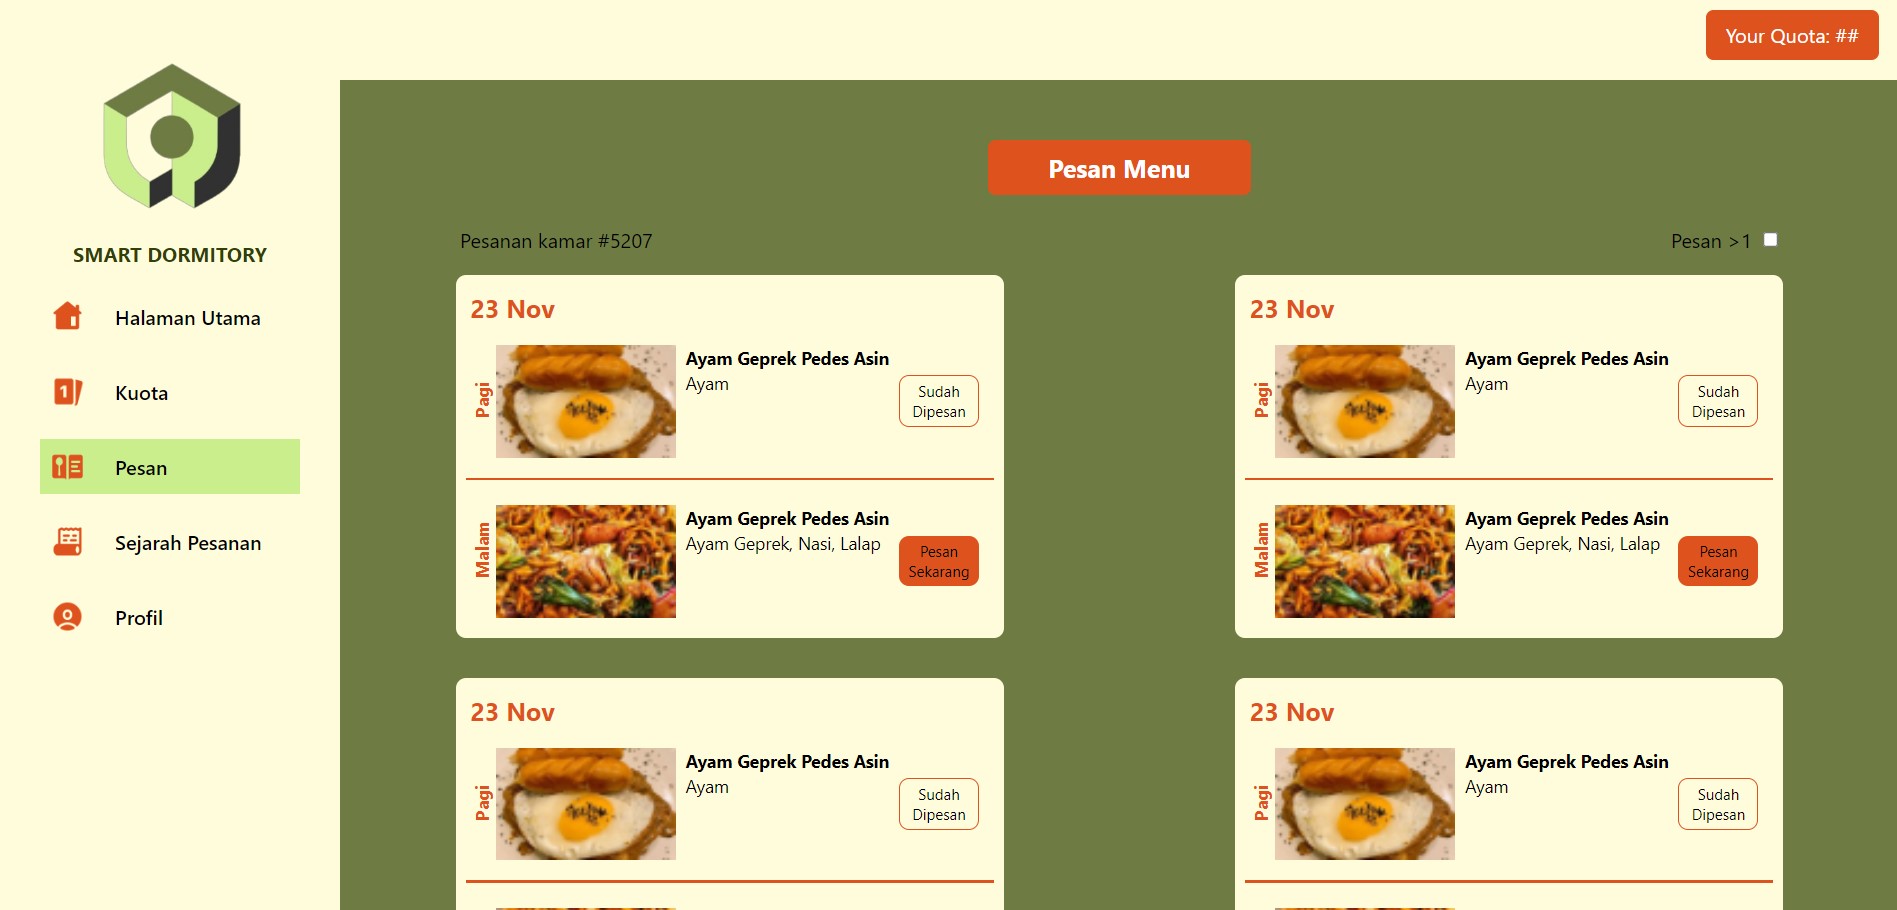 Your Quota: ##
SMART DORMITORY
Halaman Utama
Kuota
Pesan
Sejarah Pesanan
Profil
Pesan Menu
Pesanan kamar #5207
Pesan >1
23 Nov
Pagi
Ayam Geprek Pedes Asin
Ayam
Sudah
Dipesan
Malam
Ayam Geprek Pedes Asin
Ayam Geprek, Nasi, Lalap
Pesan
Sekarang
23 Nov
Pagi
Ayam Geprek Pedes Asin
Ayam
Sudah
Dipesan
Malam
Ayam Geprek Pedes Asin
Ayam Geprek, Nasi, Lalap
Pesan
Sekarang
23 Nov
Pagi
Ayam Geprek Pedes Asin
Ayam
Sudah
Dipesan
23 Nov
Pagi
Ayam Geprek Pedes Asin
Ayam
Sudah
Dipesan